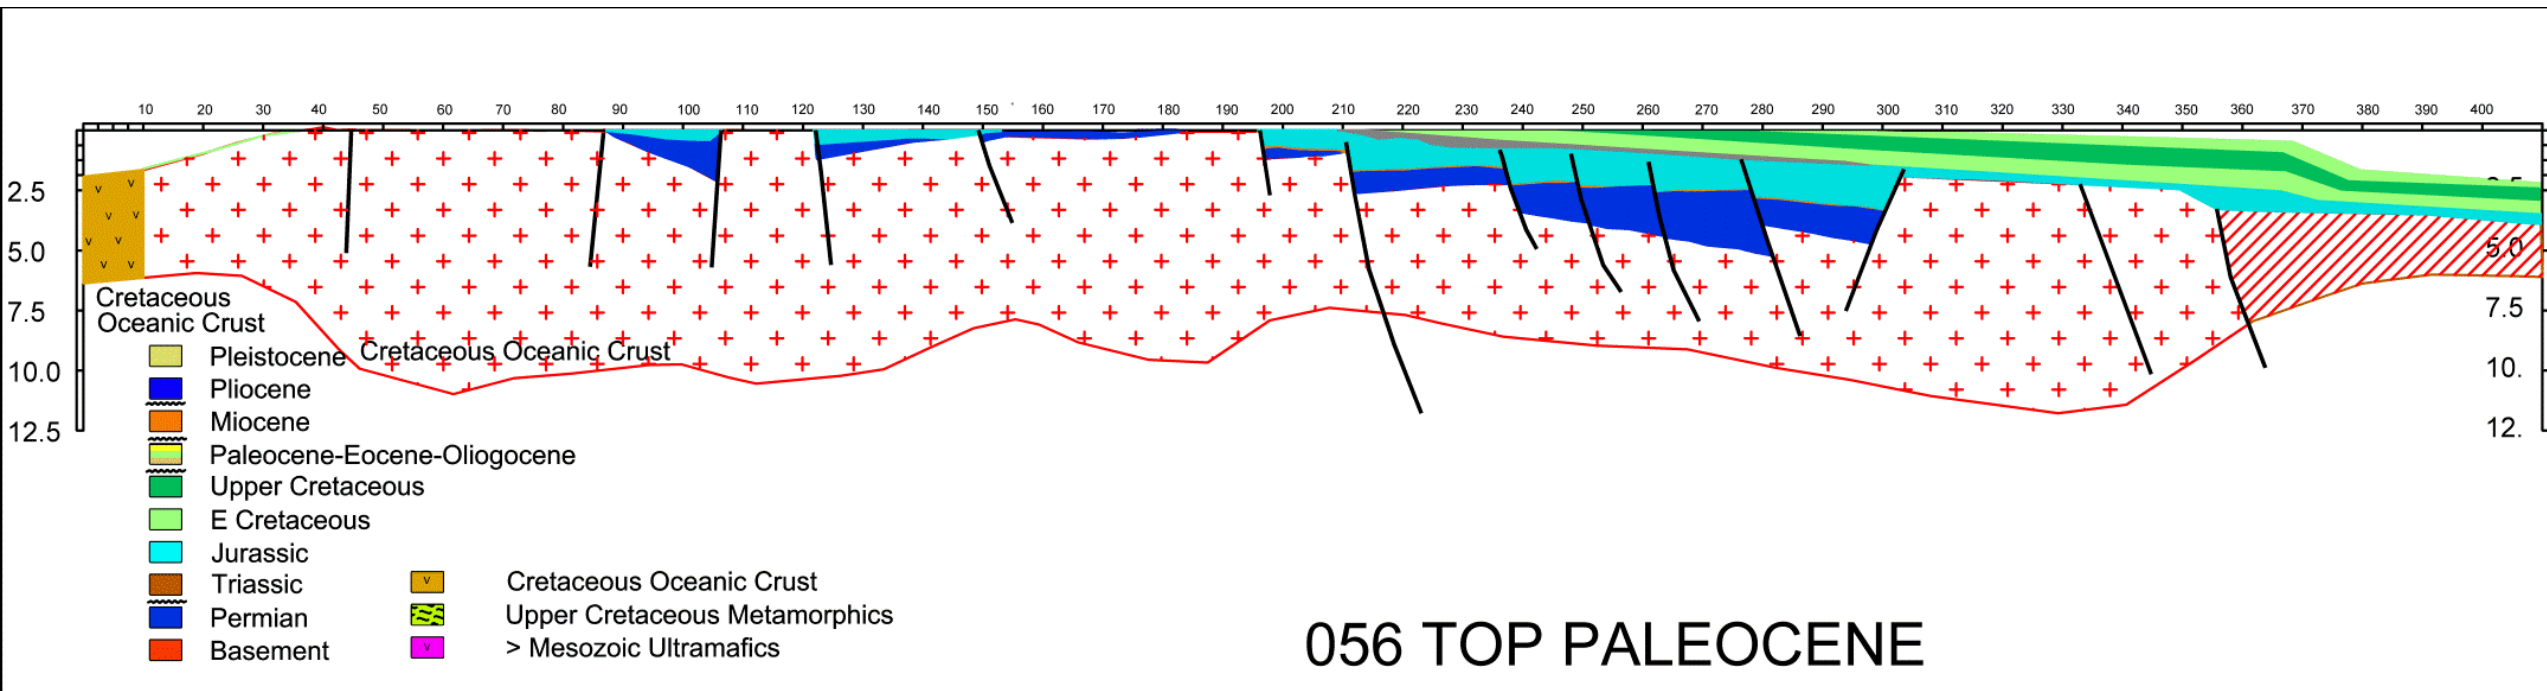 10 20 30 40 50 60 70 80 90 100 110 120 130 140 150 160 170 180 190 200 210 220 230 240 250 260 270 280 290 300 310 320 330 340 350 360 370 380 390 400
2.5
5.0 5.0
7.5 7.5
10.0 10.
12.5 12.
Cretaceous
Oceanic Crust
Cretaceous Oceanic Crust
Pleistocene
Pliocene
Miocene
Paleocene-Eocene-Oliogocene
Upper Cretaceous
E Cretaceous
Jurassic
Triassic
Permian
Basement
Cretaceous Oceanic Crust
Upper Cretaceous Metamorphics
> Mesozoic Ultramafics
056 TOP PALEOCENE